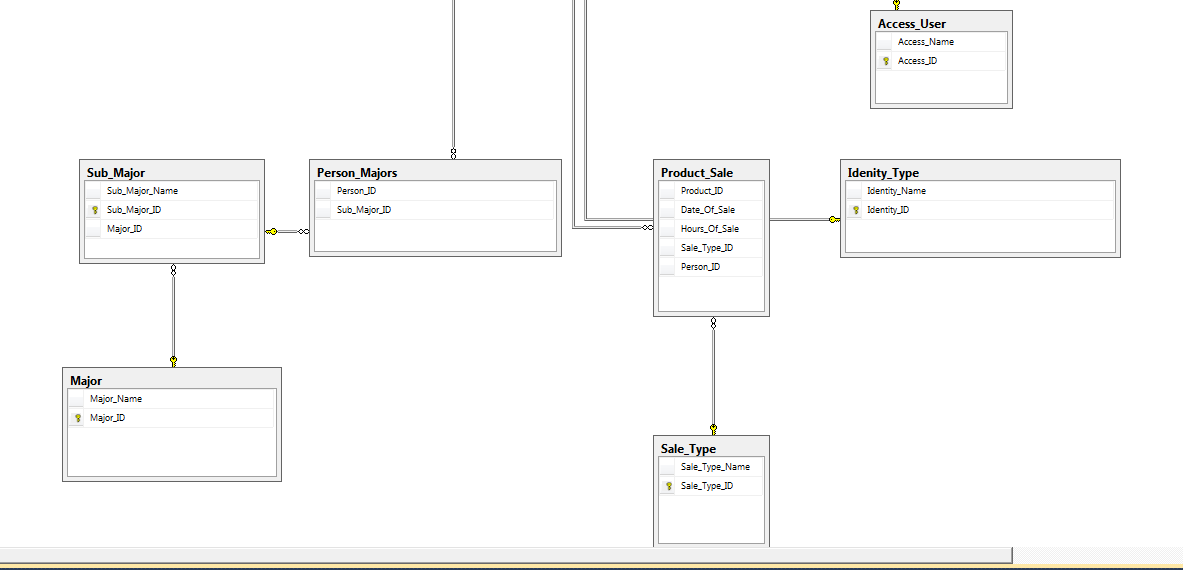 Access_User
Access_Name
Access_ID
Sub_Major
Sub_Major_Name
Sub_Major_ID
Major_ID
Person_Majors
Person_ID
Sub_Major_ID
Product_Sale
Product_ID
Date_Of_Sale
Hours_Of_Sale
Sale_Type_ID
Person_ID
Idenity_Type
Identity_Name
Identity_ID
Major
Major_Name
Major_ID
Sale_Type
Sale_Type_Name
Sale_Type_ID